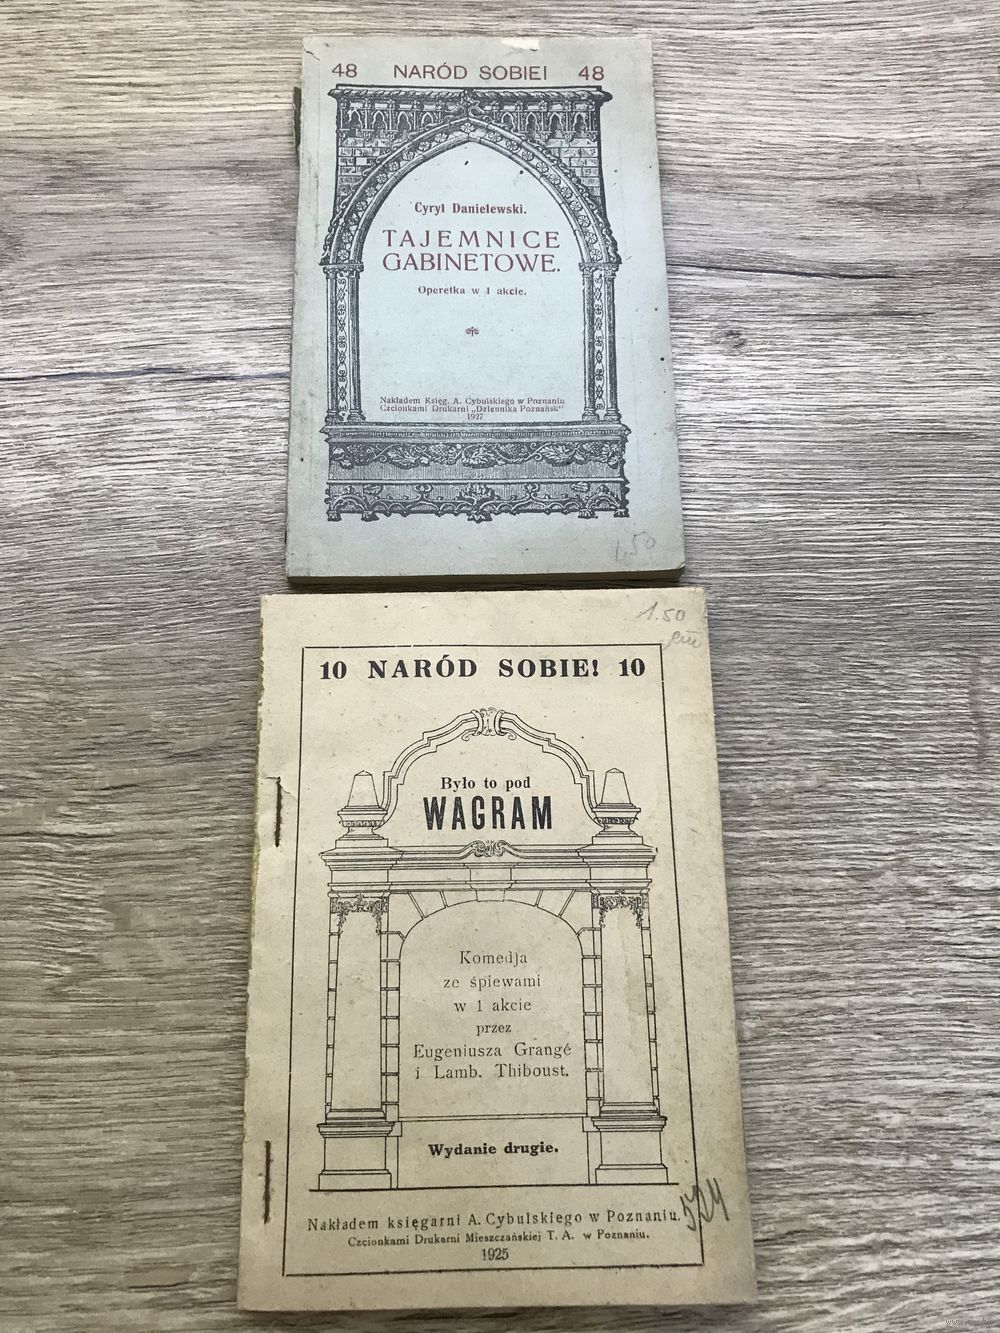 48 NARÓD SOBIE! 48
Cyryl Danielewski.
TAJEMNICE
GABINETOWE.
Operetka w 1 akcie.
Nakładem Księg. A. Cybulskiego w Poznaniu
Czcionkami Drukarni „Dziennika Poznańsk“
1927
1,50
1.50
10 NARÓD SOBIE! 10
Było to pod
WAGRAM
Komedja
ze śpiewami
w 1 akcie
przez
Eugeniusza Grangé
i Lamb. Thiboust.
Wydanie drugie.
Nakładem księgarni A. Cybulskiego w Poznaniu.
Czcionkami Drukarni Mieszczańskiej T. A. w Poznaniu.
1925